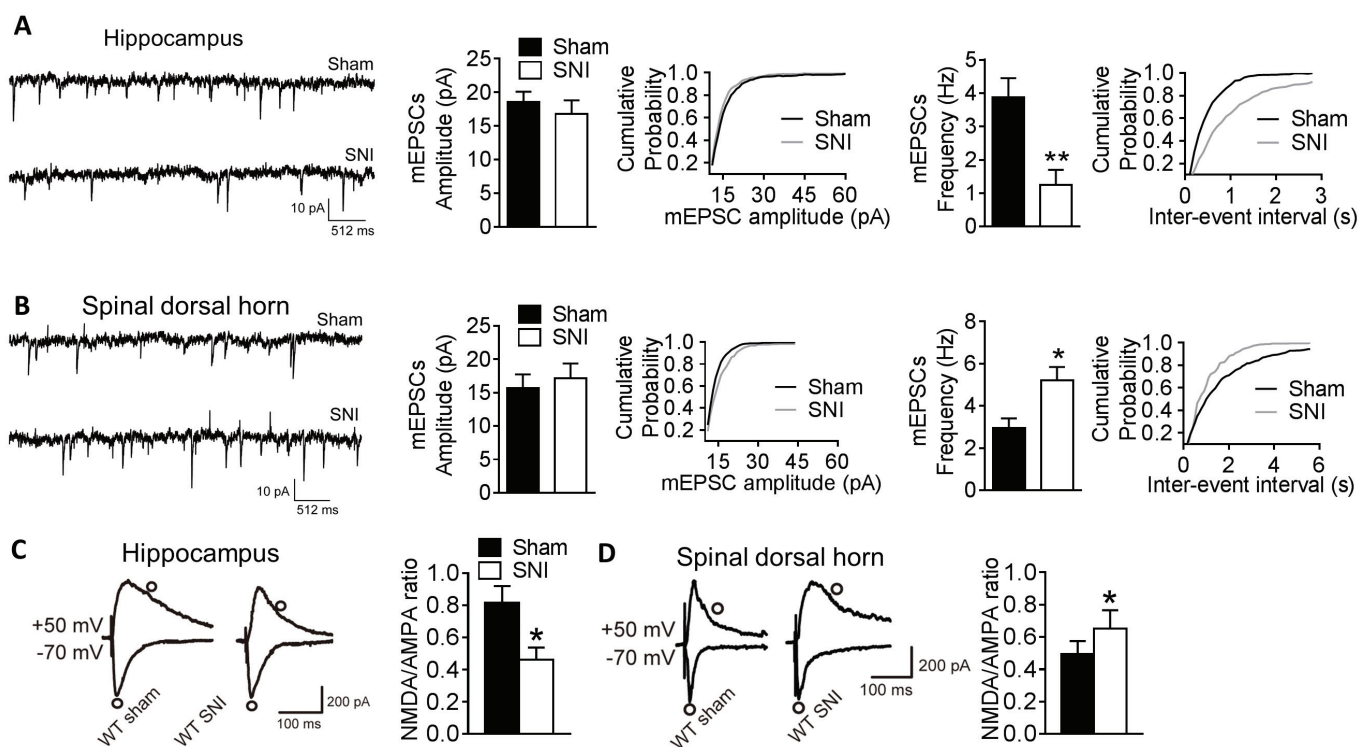 A
Hippocampus
Sham
SNI
10 pA
512 ms
mEPSCs
Amplitude (pA)
25
20
15
10
5
0
Sham
SNI
Cumulative
Probability
1.0
0.8
0.6
0.4
0.2
Sham
SNI
15 30 45 60
mEPSC amplitude (pA)
mEPSCs
Frequency (Hz)
5
4
3
2
1
0
**
Cumulative
Probability
1.0
0.8
0.6
0.4
0.2
Sham
SNI
0 1 2 3
Inter-event interval (s)
B
Spinal dorsal horn
Sham
SNI
10 pA
512 ms
mEPSCs
Amplitude (pA)
25
20
15
10
5
0
Sham
SNI
Cumulative
Probability
1.0
0.8
0.6
0.4
0.2
Sham
SNI
15 30 45 60
mEPSC amplitude (pA)
mEPSCs
Frequency (Hz)
8
6
4
2
0
*
Cumulative
Probability
1.0
0.8
0.6
0.4
0.2
Sham
SNI
0 2 4 6
Inter-event interval (s)
C
Hippocampus
+50 mV
-70 mV
WT sham
WT SNI
200 pA
100 ms
NMDA/AMPA ratio
1.0
0.8
0.6
0.4
0.2
0.0
Sham
SNI
*
D
Spinal dorsal horn
+50 mV
-70 mV
WT sham
WT SNI
200 pA
100 ms
NMDA/AMPA ratio
1.0
0.8
0.6
0.4
0.2
0.0
*